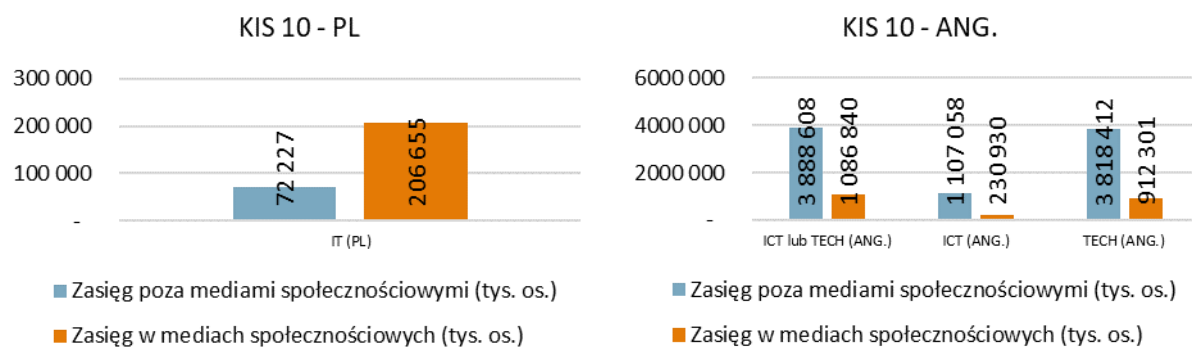 KIS 10 - PL
300 000
200 000
100 000
-
72 227
206 655
IT (PL)
Zasięg poza mediami społecznościowymi (tys. os.)
Zasięg w mediach społecznościowych (tys. os.)
KIS 10 - ANG.
6000 000
4000 000
2000 000
-
3 888 608
1 086 840
1 107 058
230 930
3 818 412
912 301
ICT lub TECH (ANG.)
ICT (ANG.)
TECH (ANG.)
Zasięg poza mediami społecznościowymi (tys. os.)
Zasięg w mediach społecznościowych (tys. os.)